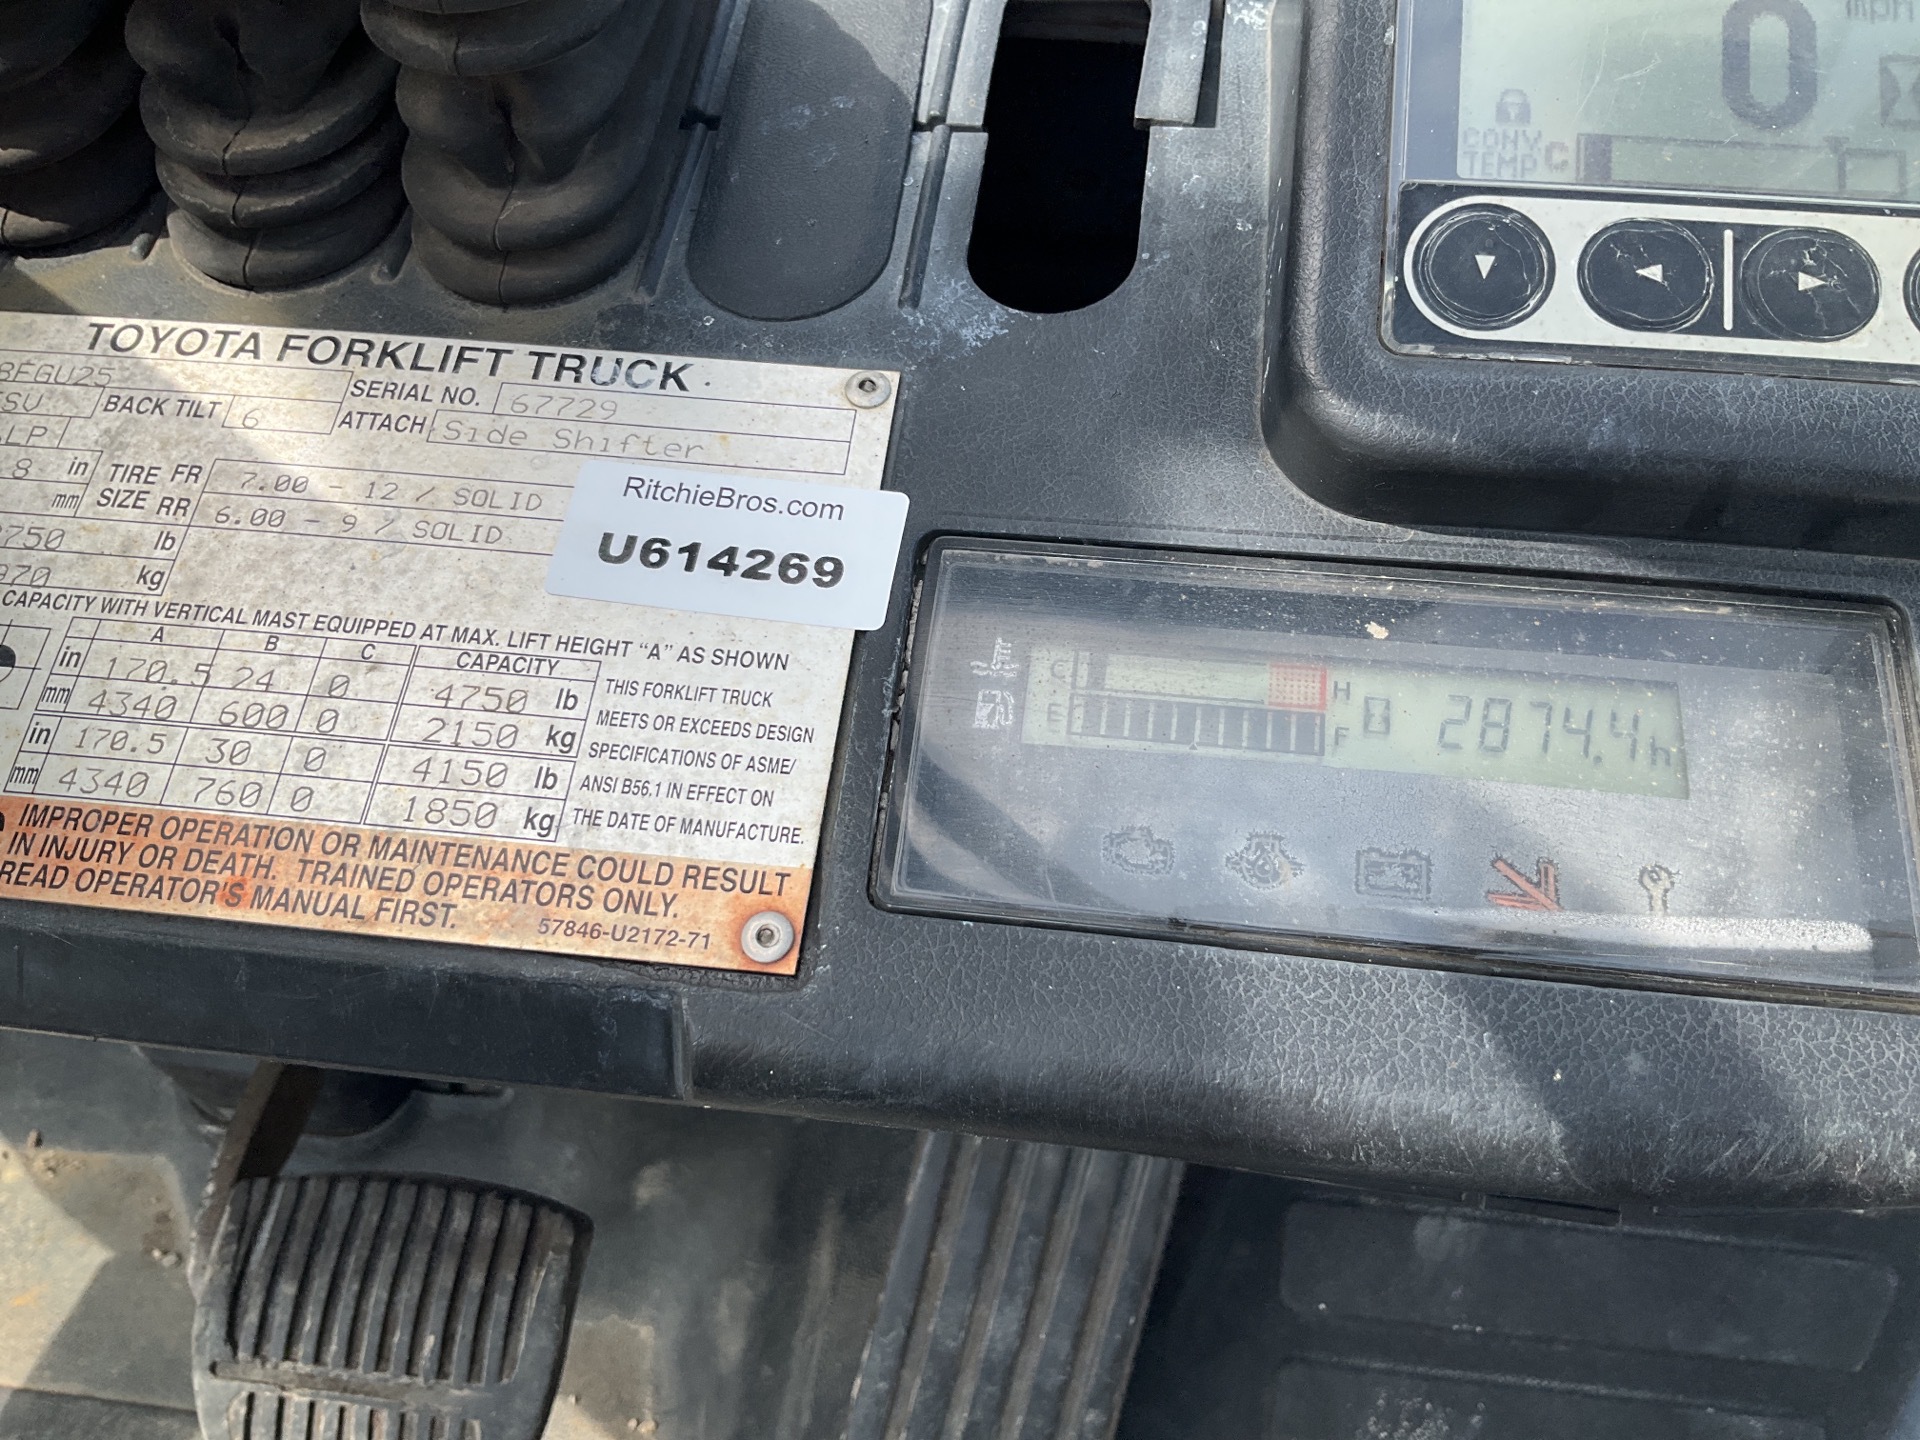 0 mph
CONV
TEMP C
TOYOTA FORKLIFT TRUCK
8FGU25
SERIAL NO. 67729
FSV BACK TILT 6 ATTACH Side Shifter
LP
8 in
mm
TIRE FR 7.00 - 12 / SOLID
SIZE RR 6.00 - 9 / SOLID
750 lb
970 kg
RitchieBros.com
U614269
CAPACITY WITH VERTICAL MAST EQUIPPED AT MAX. LIFT HEIGHT "A" AS SHOWN
A B C CAPACITY
in 170.5 24 0 4750 lb
mm 4340 600 0 2150 kg
in 170.5 30 0 4150 lb
mm 4340 760 0 1850 kg
THIS FORKLIFT TRUCK
MEETS OR EXCEEDS DESIGN
SPECIFICATIONS OF ASME/
ANSI B56.1 IN EFFECT ON
THE DATE OF MANUFACTURE.
IMPROPER OPERATION OR MAINTENANCE COULD RESULT
IN INJURY OR DEATH. TRAINED OPERATORS ONLY.
READ OPERATOR'S MANUAL FIRST.
57846-U2172-71
C H
E F
2874.4h